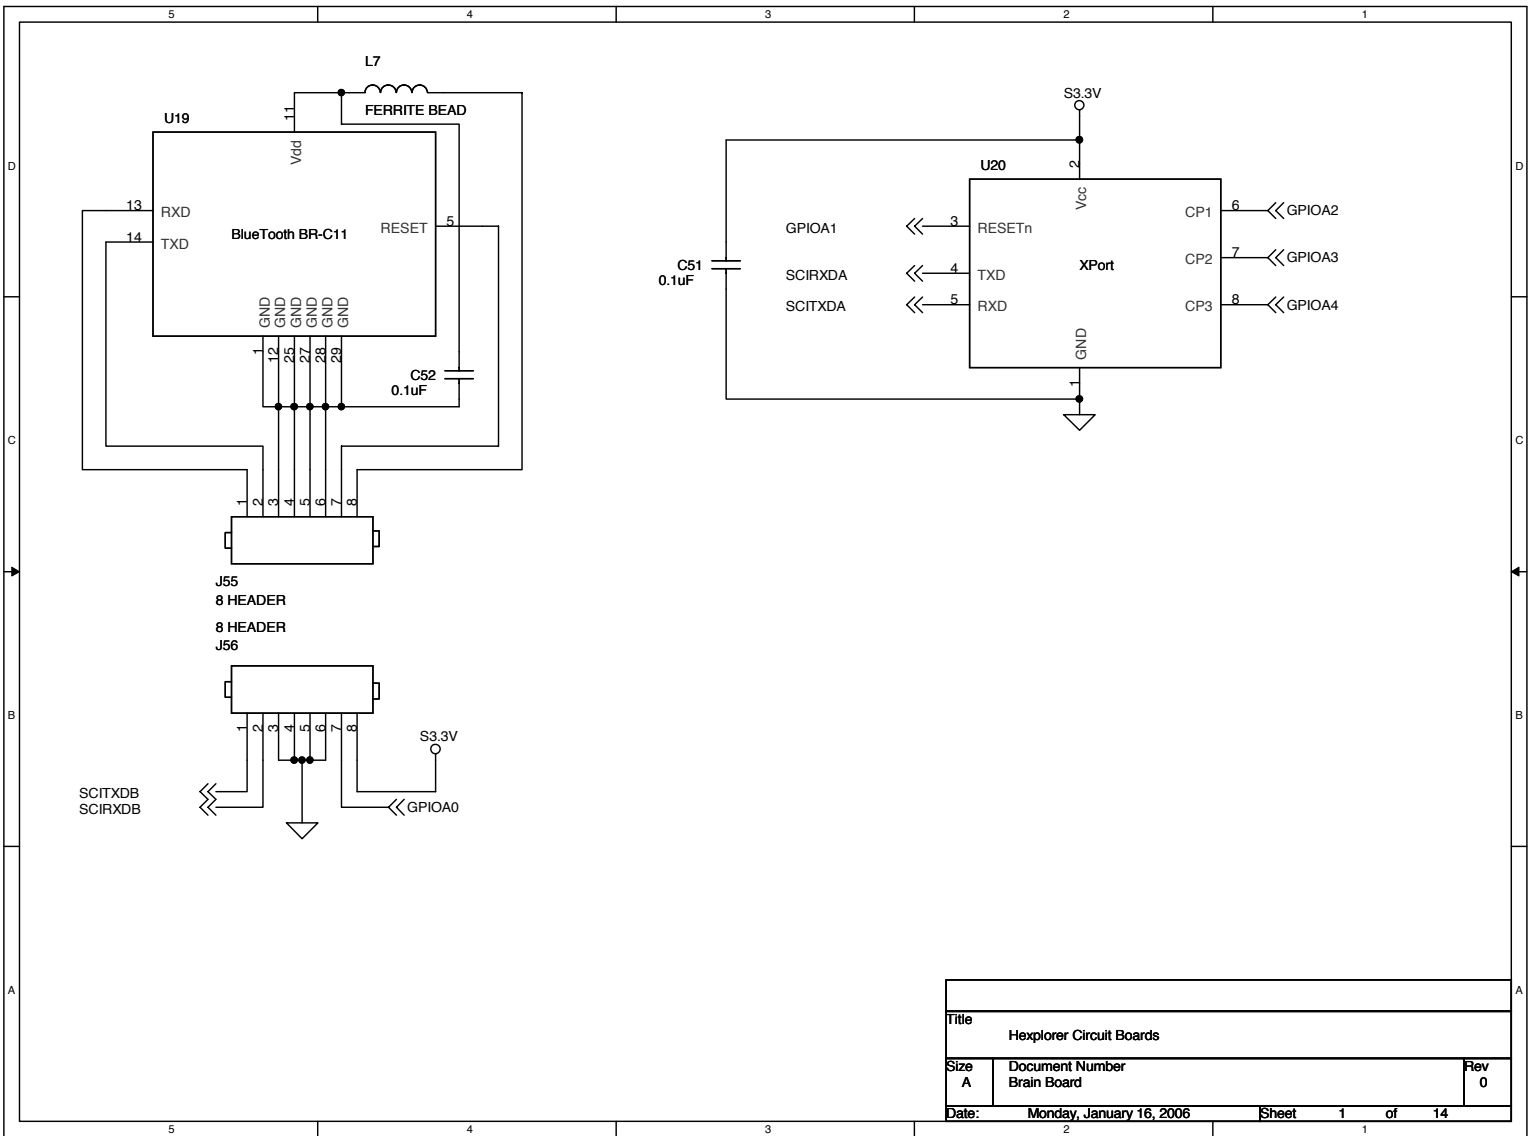 5 4 3 2 1
D
C
B
A
D
C
B
A
L7
FERRITE BEAD
U19
11
Vdd
13 RXD
14 TXD
BlueTooth BR-C11
RESET 5
GND GND GND GND GND GND
1 12 25 27 28 29
C52
0.1uF
1 2 3 4 5 6 7 8
J55
8 HEADER
8 HEADER
J56
1 2 3 4 5 6 7 8
S3.3V
SCITXDB
SCIRXDB
GPIOA0
S3.3V
2
U20
Vcc
GPIOA1 3 RESETn
SCIRXDA 4 TXD
SCITXDA 5 RXD
XPort
CP1 6 GPIOA2
CP2 7 GPIOA3
CP3 8 GPIOA4
GND
1
C51
0.1uF
Title
Hexplorer Circuit Boards
Size Document Number Rev
A Brain Board 0
Date: Monday, January 16, 2006 Sheet 1 of 14
5 4 3 2 1